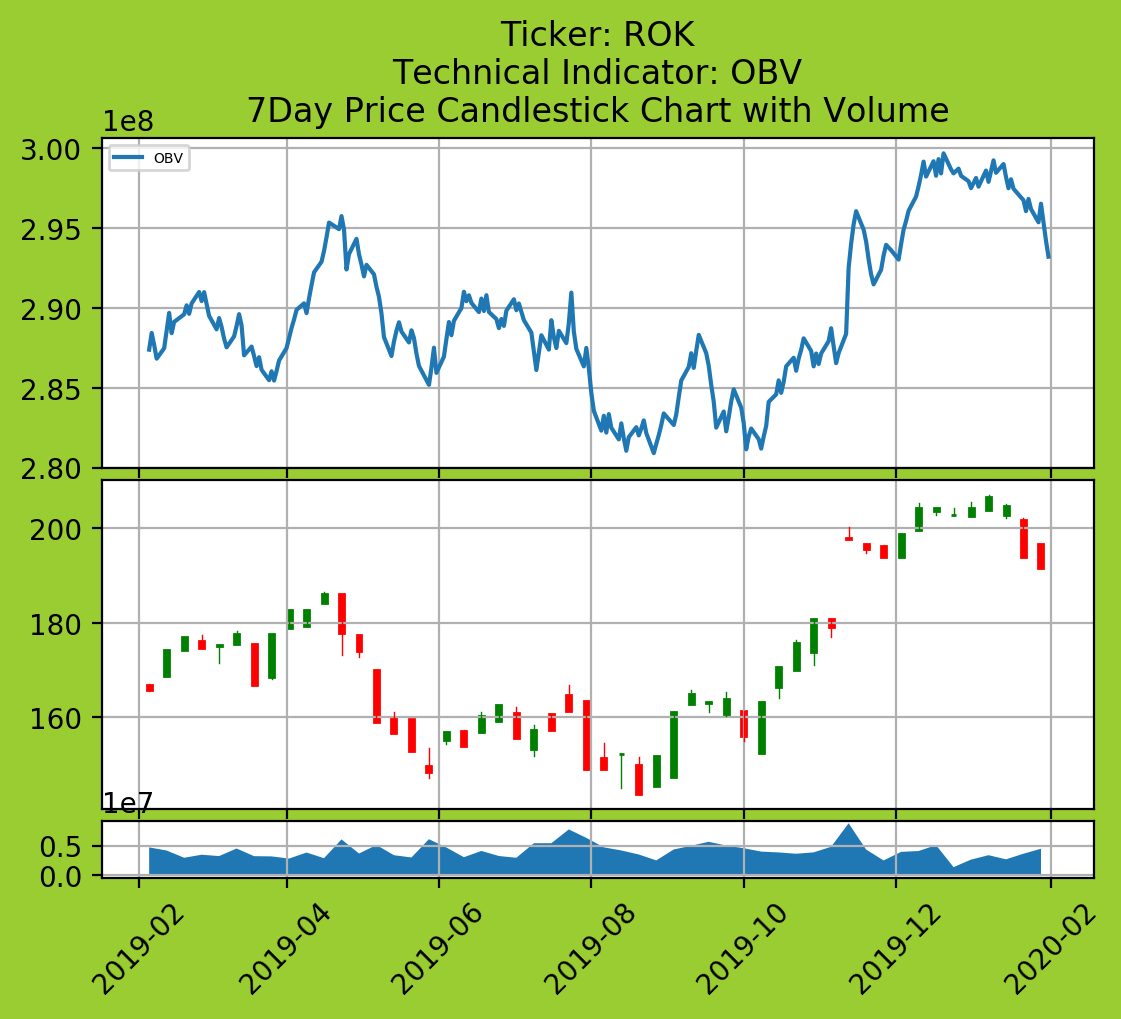 Ticker: ROK
Technical Indicator: OBV
7Day Price Candlestick Chart with Volume
1e8
OBV
3.00
2.95
2.90
2.85
2.80
200
180
160
1e7
0.5
0.0
2019-02
2019-04
2019-06
2019-08
2019-10
2019-12
2020-02